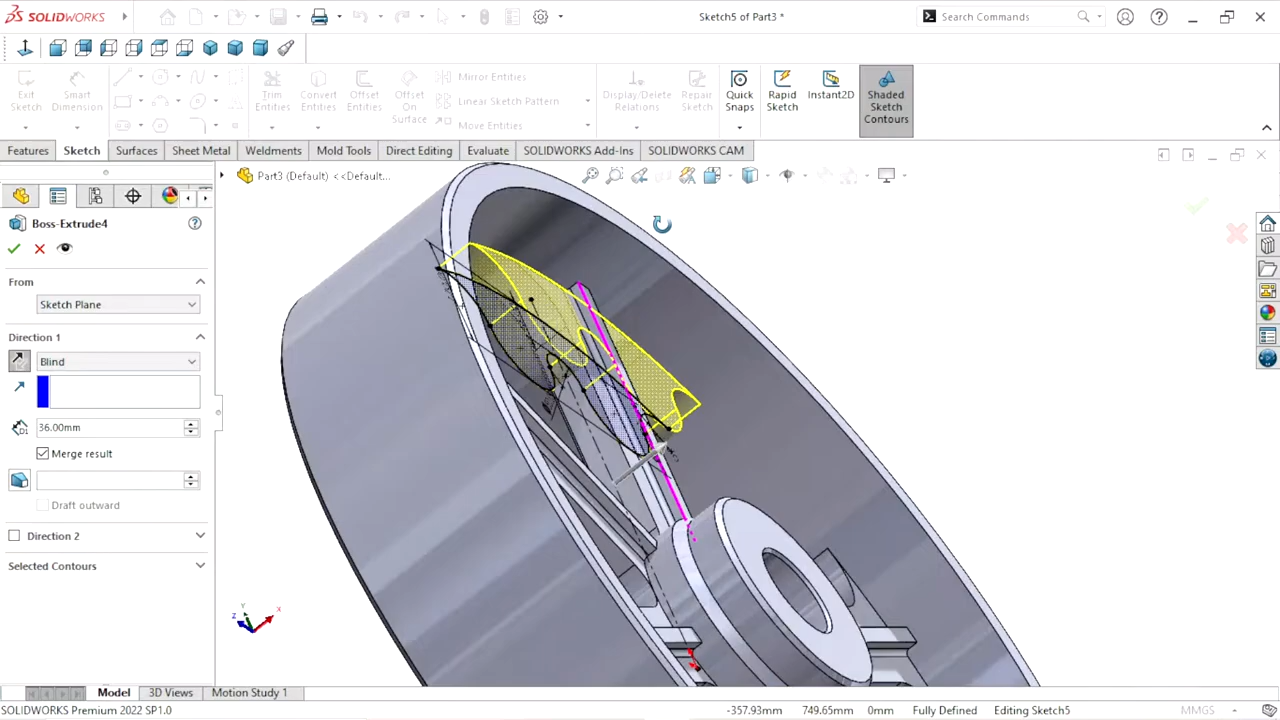 SOLIDWORKS
Sketch5 of Part3 *
Search Commands
Exit Sketch
Smart Dimension
Trim Entities
Convert Entities
Offset Entities
Offset On Surface
Mirror Entities
Linear Sketch Pattern
Move Entities
Display/Delete Relations
Repair Sketch
Quick Snaps
Rapid Sketch
Instant2D
Shaded Sketch Contours
Features
Sketch
Surfaces
Sheet Metal
Weldments
Mold Tools
Direct Editing
Evaluate
SOLIDWORKS Add-Ins
SOLIDWORKS CAM
Part3 (Default) <<Default...
Boss-Extrude4
From
Sketch Plane
Direction 1
Blind
36.00mm
Merge result
Draft outward
Direction 2
Selected Contours
Y
Z
X
Model
3D Views
Motion Study 1
SOLIDWORKS Premium 2022 SP1.0
-357.93mm
749.65mm
0mm
Fully Defined
Editing Sketch5
MMGS